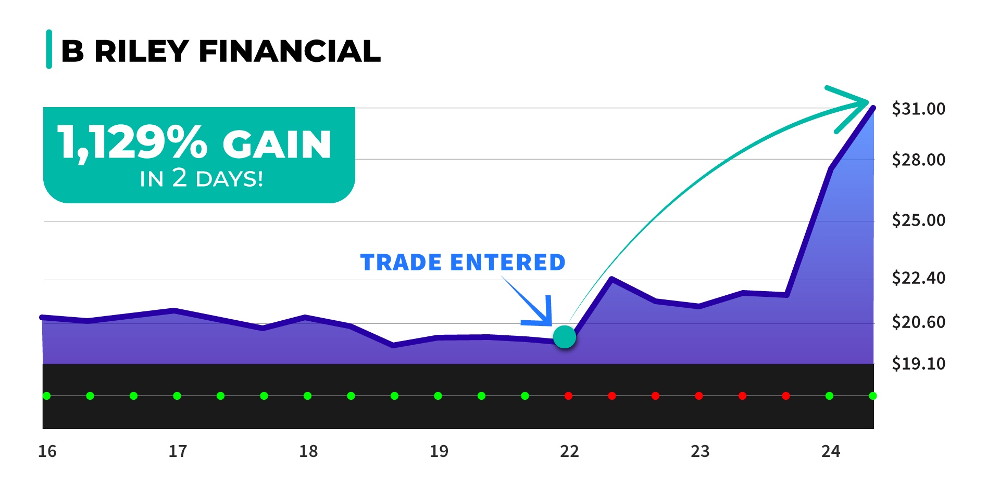 B RILEY FINANCIAL
1,129% GAIN
IN 2 DAYS!
TRADE ENTERED
$31.00
$28.00
$25.00
$22.40
$20.60
$19.10
16 17 18 19 22 23 24